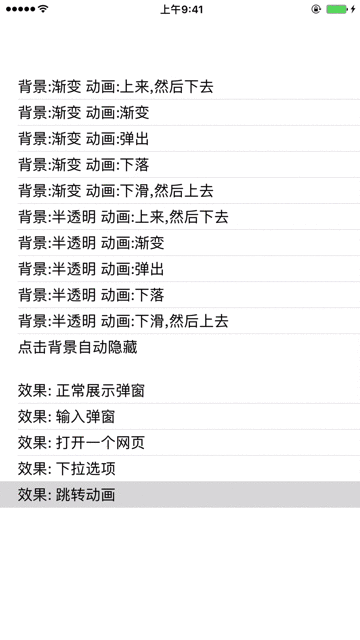 上午9:41
背景:渐变 动画:上来,然后下去
背景:渐变 动画:渐变
背景:渐变 动画:弹出
背景:渐变 动画:下落
背景:渐变 动画:下滑,然后上去
背景:半透明 动画:上来,然后下去
背景:半透明 动画:渐变
背景:半透明 动画:弹出
背景:半透明 动画:下落
背景:半透明 动画:下滑,然后上去
点击背景自动隐藏
效果: 正常展示弹窗
效果: 输入弹窗
效果: 打开一个网页
效果: 下拉选项
效果: 跳转动画